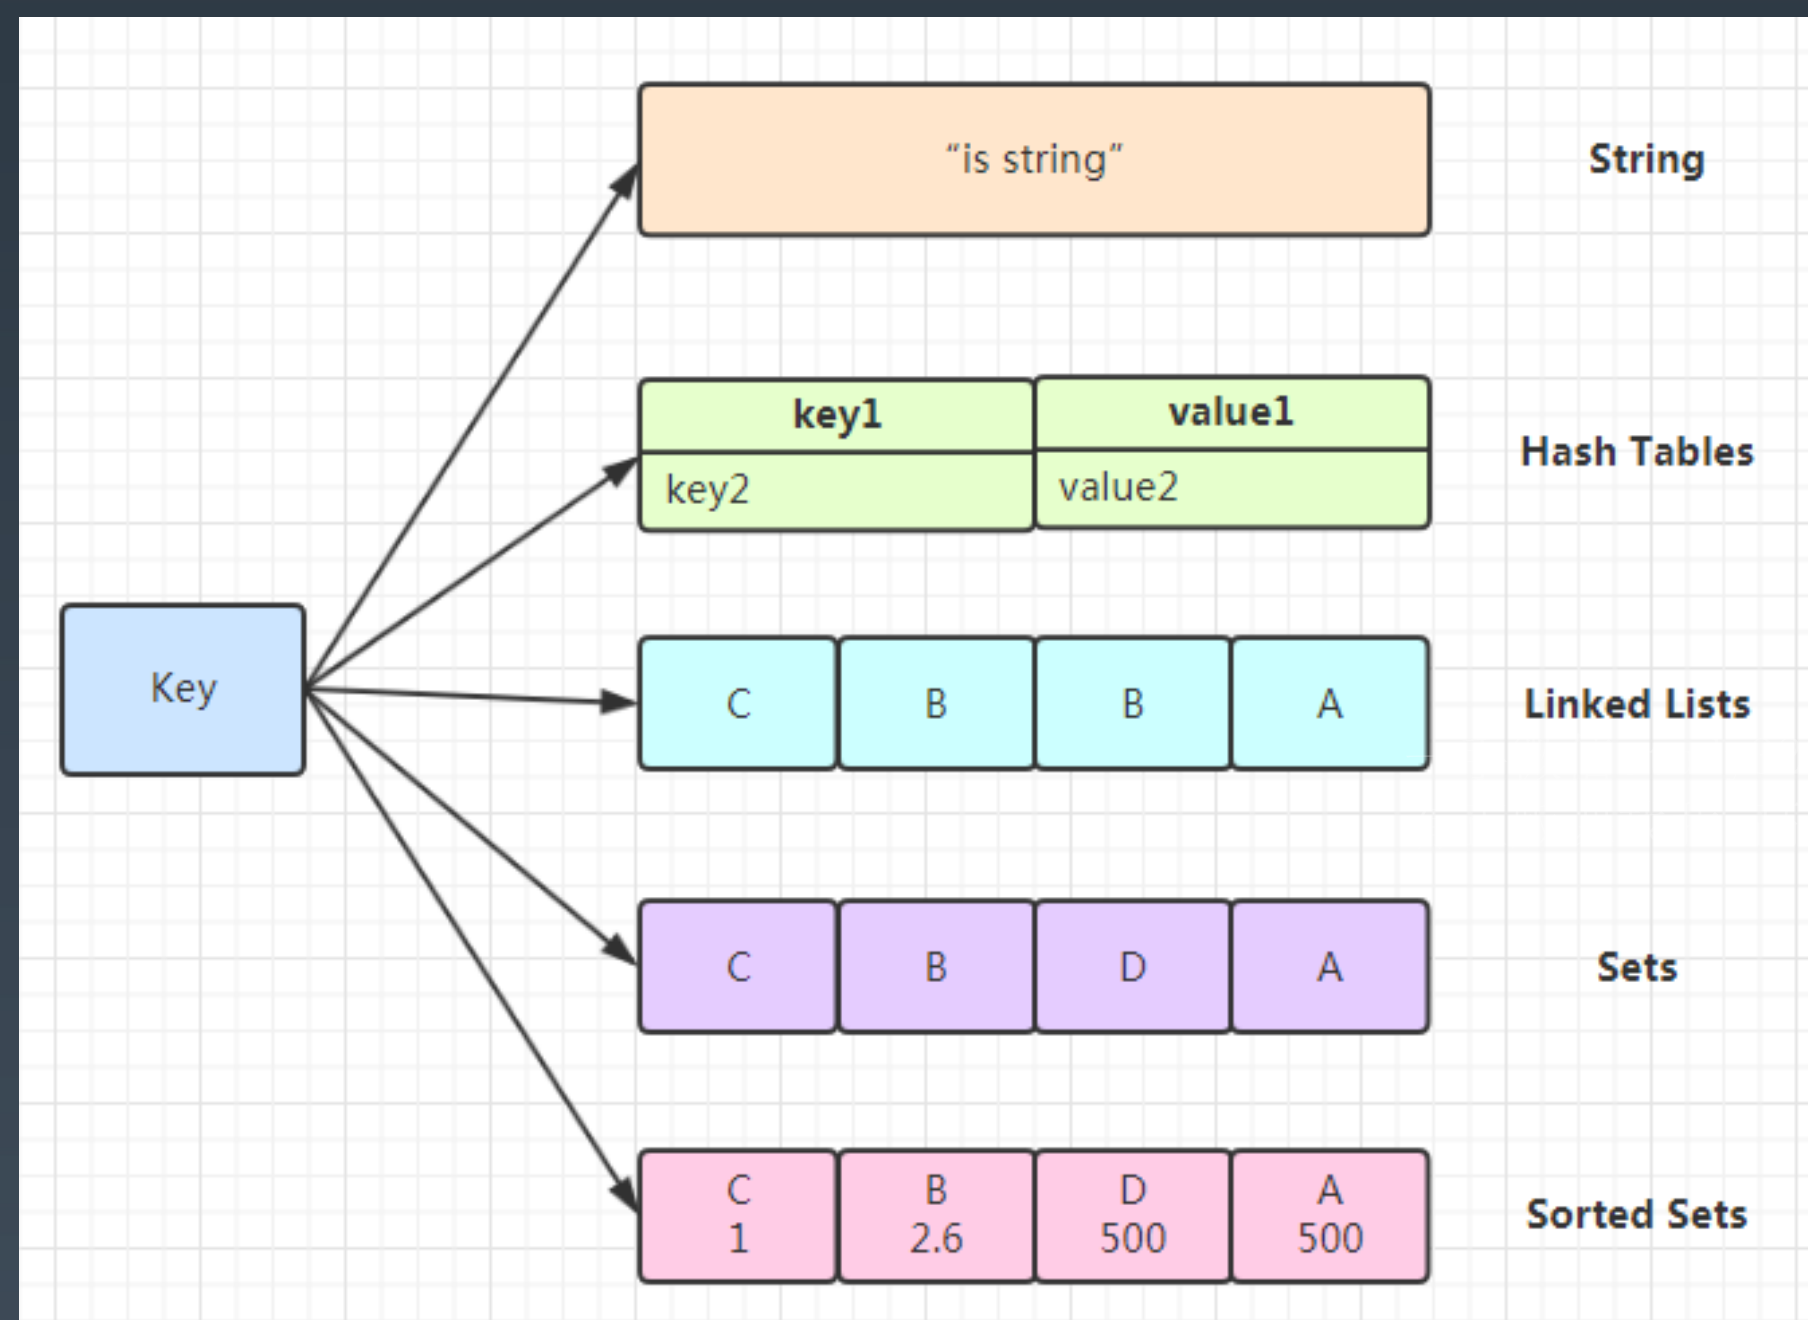 “is string”
String
key1
value1
key2
value2
Hash Tables
Key
C
B
B
A
Linked Lists
C
B
D
A
Sets
C
1
B
2.6
D
500
A
500
Sorted Sets